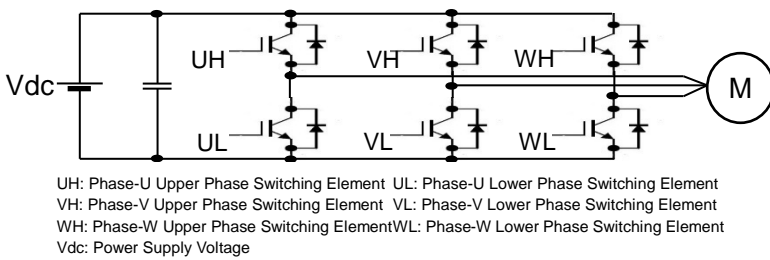 UH VH WH
Vdc M
UL VL WL
UH: Phase-U Upper Phase Switching Element UL: Phase-U Lower Phase Switching Element
VH: Phase-V Upper Phase Switching Element VL: Phase-V Lower Phase Switching Element
WH: Phase-W Upper Phase Switching ElementWL: Phase-W Lower Phase Switching Element
Vdc: Power Supply Voltage